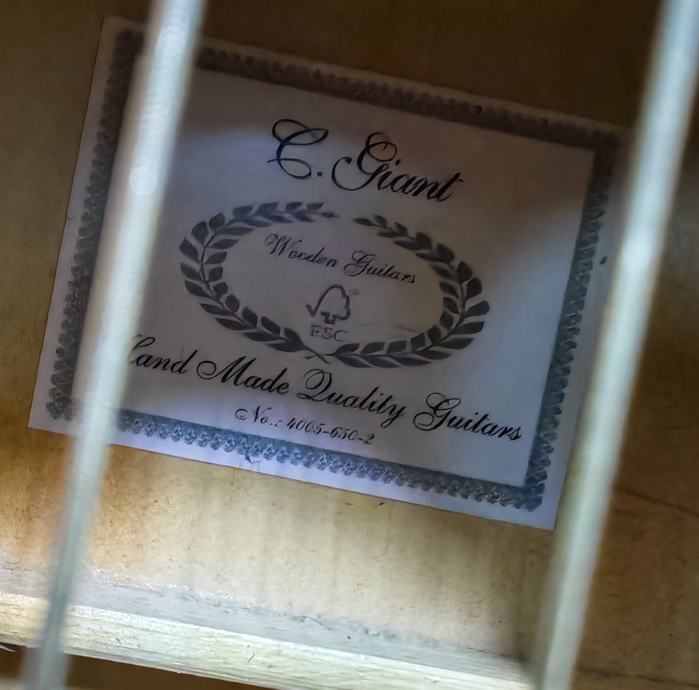 C. Giant
Wooden Guitars
FSC
Hand Made Quality Guitars
No.: 4005-650-2